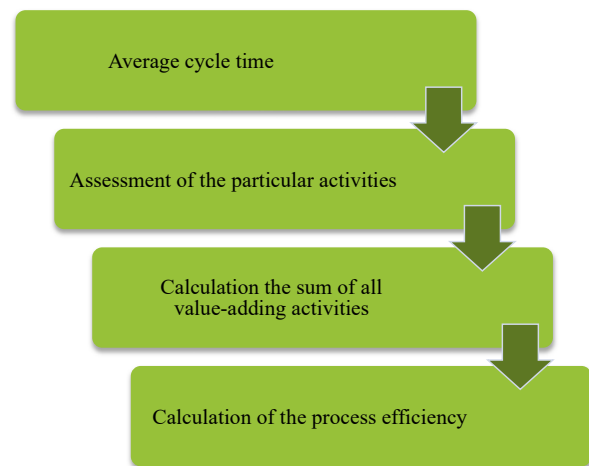 Average cycle time
Assessment of the particular activities
Calculation the sum of all
value-adding activities
Calculation of the process efficiency